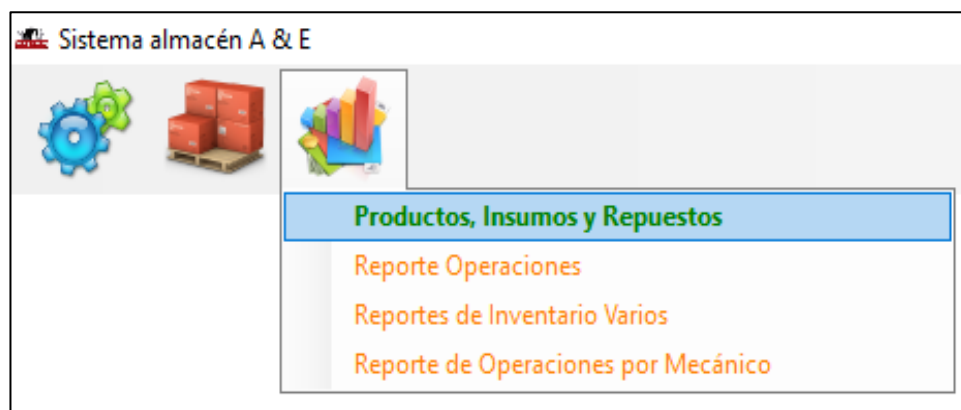 Sistema almacén A & E
Productos, Insumos y Repuestos
Reporte Operaciones
Reportes de Inventario Varios
Reporte de Operaciones por Mecánico